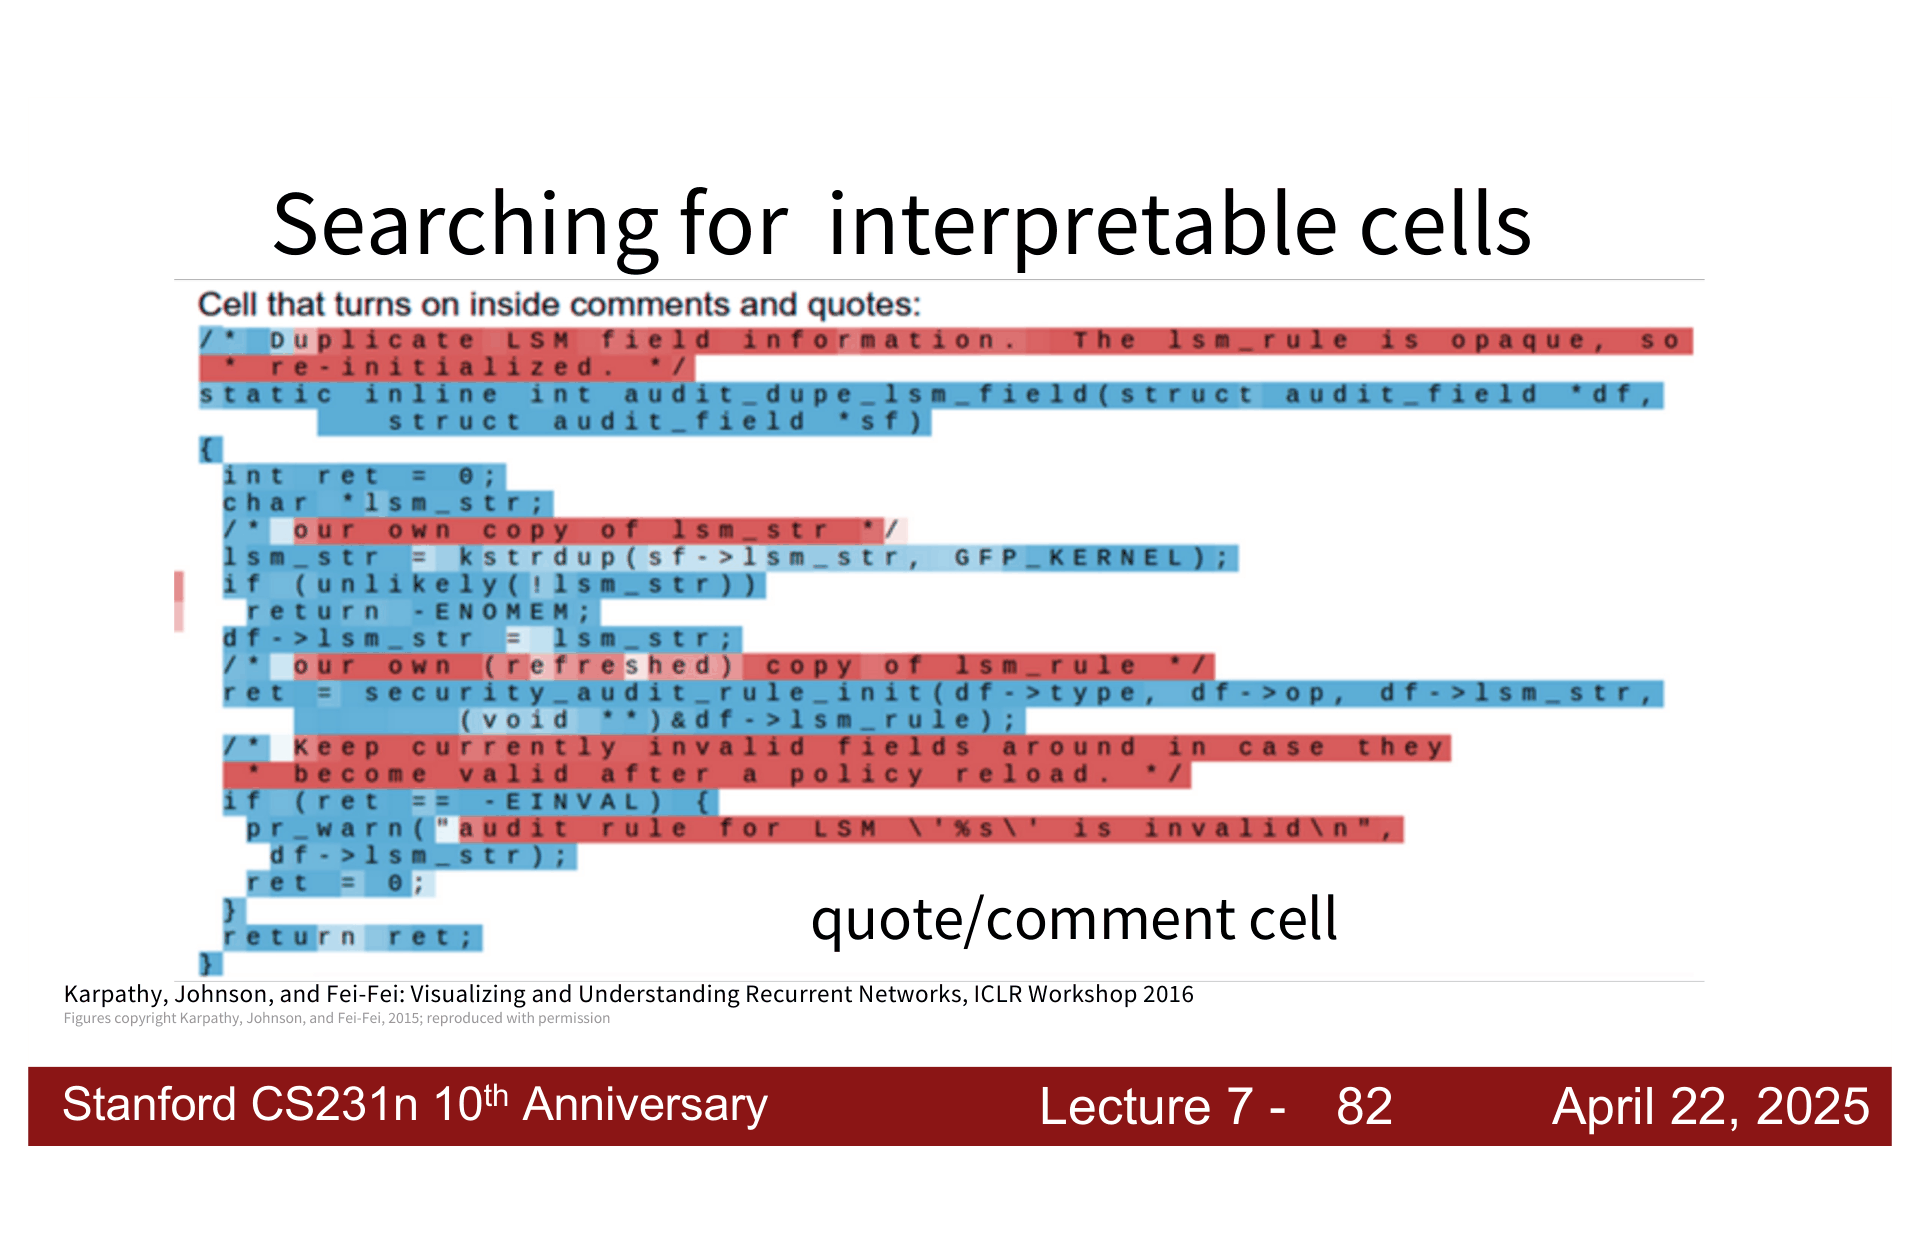 Searching for  interpretable cells
Cell that turns on inside comments and quotes:
/* Duplicate LSM field information.  The lsm_rule is opaque, so
 * re-initialized. */
static inline int audit_dupe_lsm_field(struct audit_field *df,
        struct audit_field *sf)
{
 int ret = 0;
 char *lsm_str;
 /* our own copy of lsm_str */
 lsm_str = kstrdup(sf->lsm_str, GFP_KERNEL);
 if (unlikely(!lsm_str))
  return -ENOMEM;
 df->lsm_str = lsm_str;
 /* our own (refreshed) copy of lsm_rule */
 ret = security_audit_rule_init(df->type, df->op, df->lsm_str,
           (void **)&df->lsm_rule);
 /* Keep currently invalid fields around in case they
  * become valid after a policy reload. */
 if (ret == -EINVAL) {
  pr_warn("audit rule for LSM \'%s\' is invalid\n",
   df->lsm_str);
  ret = 0;
 }
 return ret;
}
quote/comment cell
Karpathy, Johnson, and Fei-Fei: Visualizing and Understanding Recurrent Networks, ICLR Workshop 2016
Figures copyright Karpathy, Johnson, and Fei-Fei, 2015; reproduced with permission
Stanford CS231n 10th Anniversary Lecture 7 - 82 April 22, 2025